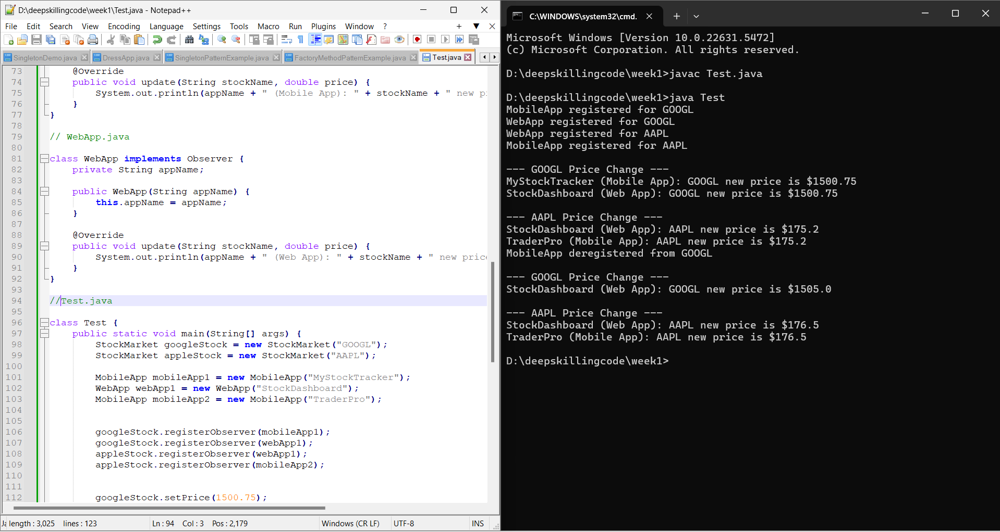 D:\deepskillingcode\week1\Test.java - Notepad++
File Edit Search View Encoding Language Settings Tools Macro Run Plugins Window ?
SingletonDemo.java DressApp.java SingletonPatternExample.java FactoryMethodPatternExample.java Test.java
73 @Override
74 public void update(String stockName, double price) {
75 System.out.println(appName + " (Mobile App): " + stockName + " new p
76 }
77 }
78
79 // WebApp.java
80
81 class WebApp implements Observer {
82 private String appName;
83
84 public WebApp(String appName) {
85 this.appName = appName;
86 }
87
88 @Override
89 public void update(String stockName, double price) {
90 System.out.println(appName + " (Web App): " + stockName + " new price
91 }
92 }
93
94 //Test.java
95
96 class Test {
97 public static void main(String[] args) {
98 StockMarket googleStock = new StockMarket("GOOGL");
99 StockMarket appleStock = new StockMarket("AAPL");
100
101 MobileApp mobileApp1 = new MobileApp("MyStockTracker");
102 WebApp webApp1 = new WebApp("StockDashboard");
103 MobileApp mobileApp2 = new MobileApp("TraderPro");
104
105
106 googleStock.registerObserver(mobileApp1);
107 googleStock.registerObserver(webApp1);
108 appleStock.registerObserver(webApp1);
109 appleStock.registerObserver(mobileApp2);
110
111
112 googleStock.setPrice(1500.75);
Ja length : 3,025 lines : 123 Ln : 94 Col : 3 Pos : 2,179 Windows (CR LF) UTF-8 INS
C:\WINDOWS\system32\cmd.
Microsoft Windows [Version 10.0.22631.5472]
(c) Microsoft Corporation. All rights reserved.
D:\deepskillingcode\week1>javac Test.java
D:\deepskillingcode\week1>java Test
MobileApp registered for GOOGL
WebApp registered for GOOGL
WebApp registered for AAPL
MobileApp registered for AAPL
--- GOOGL Price Change ---
MyStockTracker (Mobile App): GOOGL new price is $1500.75
StockDashboard (Web App): GOOGL new price is $1500.75
--- AAPL Price Change ---
StockDashboard (Web App): AAPL new price is $175.2
TraderPro (Mobile App): AAPL new price is $175.2
MobileApp deregistered from GOOGL
--- GOOGL Price Change ---
StockDashboard (Web App): GOOGL new price is $1505.0
--- AAPL Price Change ---
StockDashboard (Web App): AAPL new price is $176.5
TraderPro (Mobile App): AAPL new price is $176.5
D:\deepskillingcode\week1>